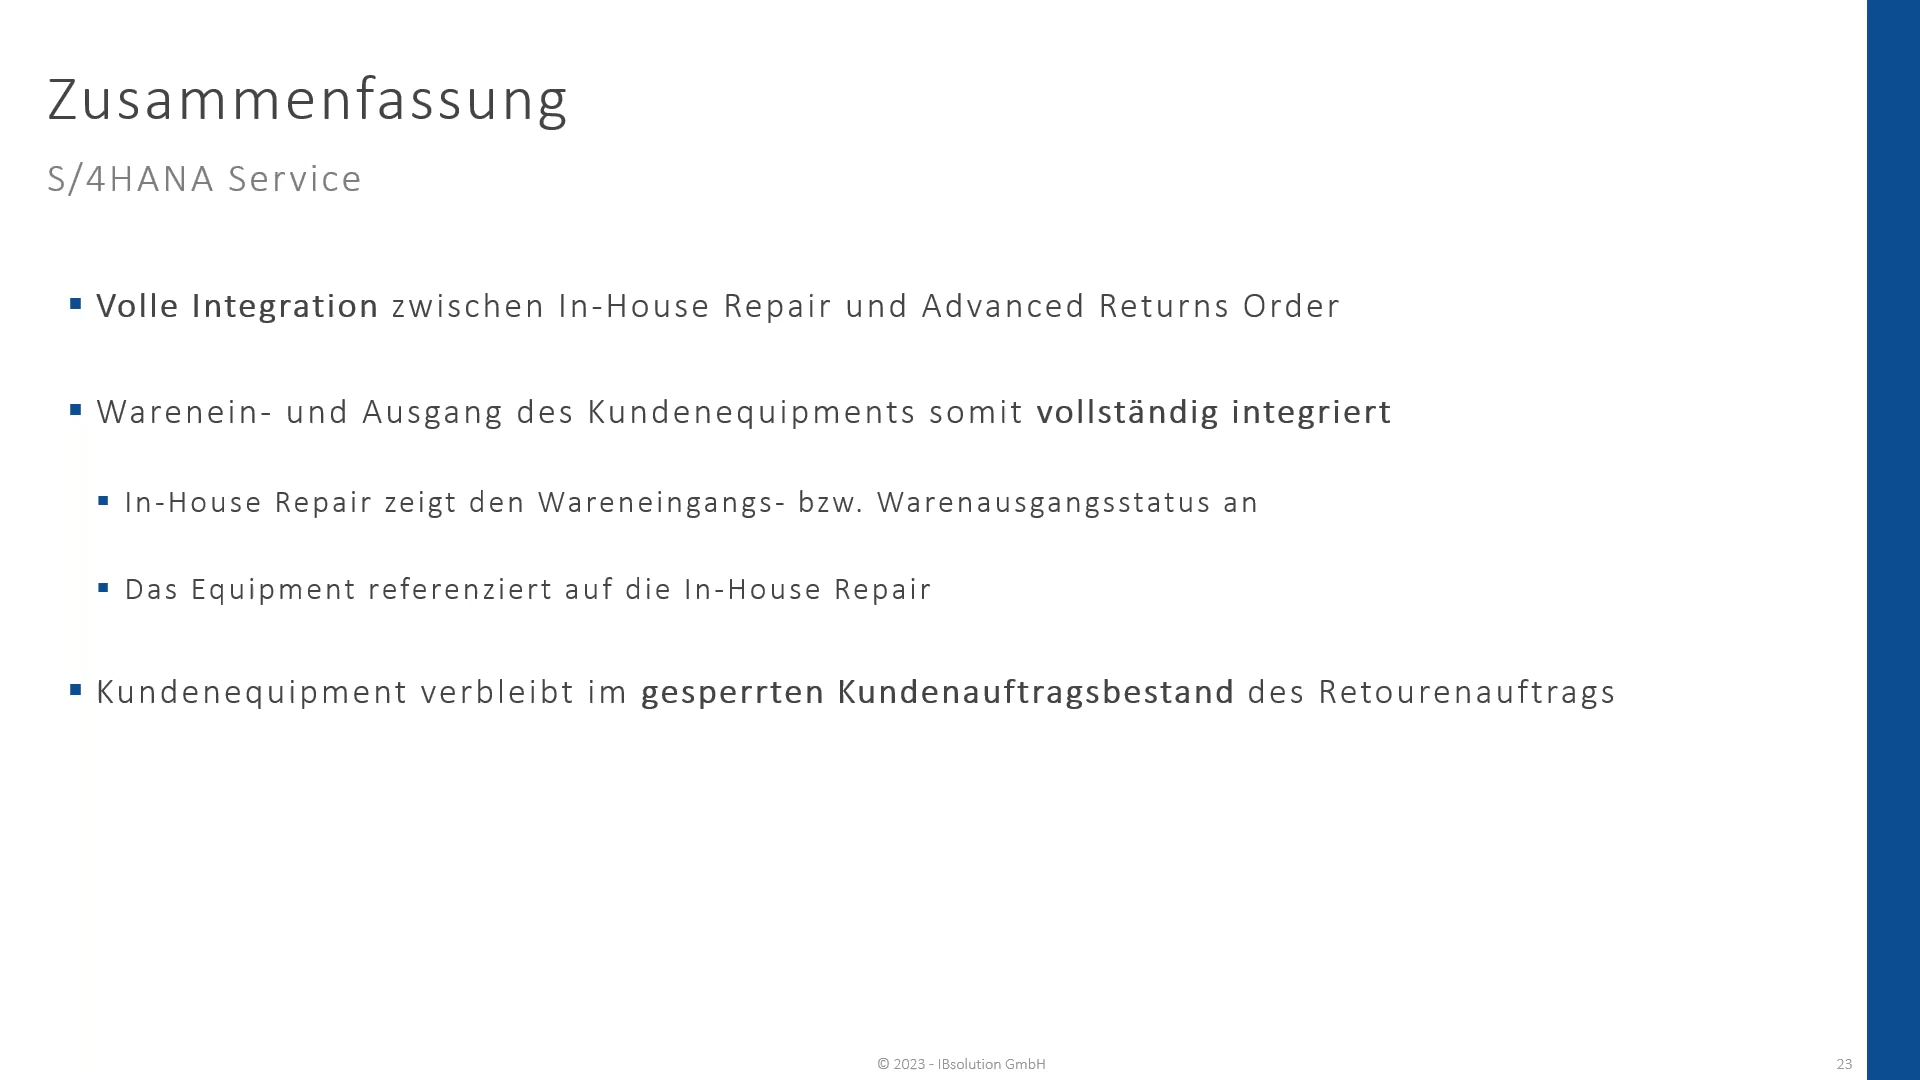 Zusammenfassung
S/4HANA Service
▪ Volle Integration zwischen In-House Repair und Advanced Returns Order
▪ Warenein- und Ausgang des Kundenequipments somit vollständig integriert
▪ In-House Repair zeigt den Wareneingangs- bzw. Warenausgangsstatus an
▪ Das Equipment referenziert auf die In-House Repair
▪ Kundenequipment verbleibt im gesperrten Kundenauftragsbestand des Retourenauftrags
© 2023 - IBsolution GmbH
23